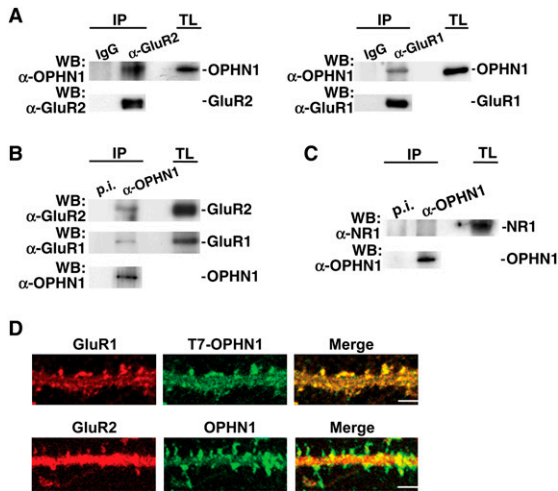 A
IP TL
IgG α-GluR2
WB: α-OPHN1 -OPHN1
WB: α-GluR2 -GluR2
IP TL
IgG α-GluR1
WB: α-OPHN1 -OPHN1
WB: α-GluR1 -GluR1
B
IP TL
p.i. α-OPHN1
WB: α-GluR2 -GluR2
WB: α-GluR1 -GluR1
WB: α-OPHN1 -OPHN1
C
IP TL
p.i. α-OPHN1
WB: α-NR1 -NR1
WB: α-OPHN1 -OPHN1
D
GluR1 T7-OPHN1 Merge
GluR2 OPHN1 Merge